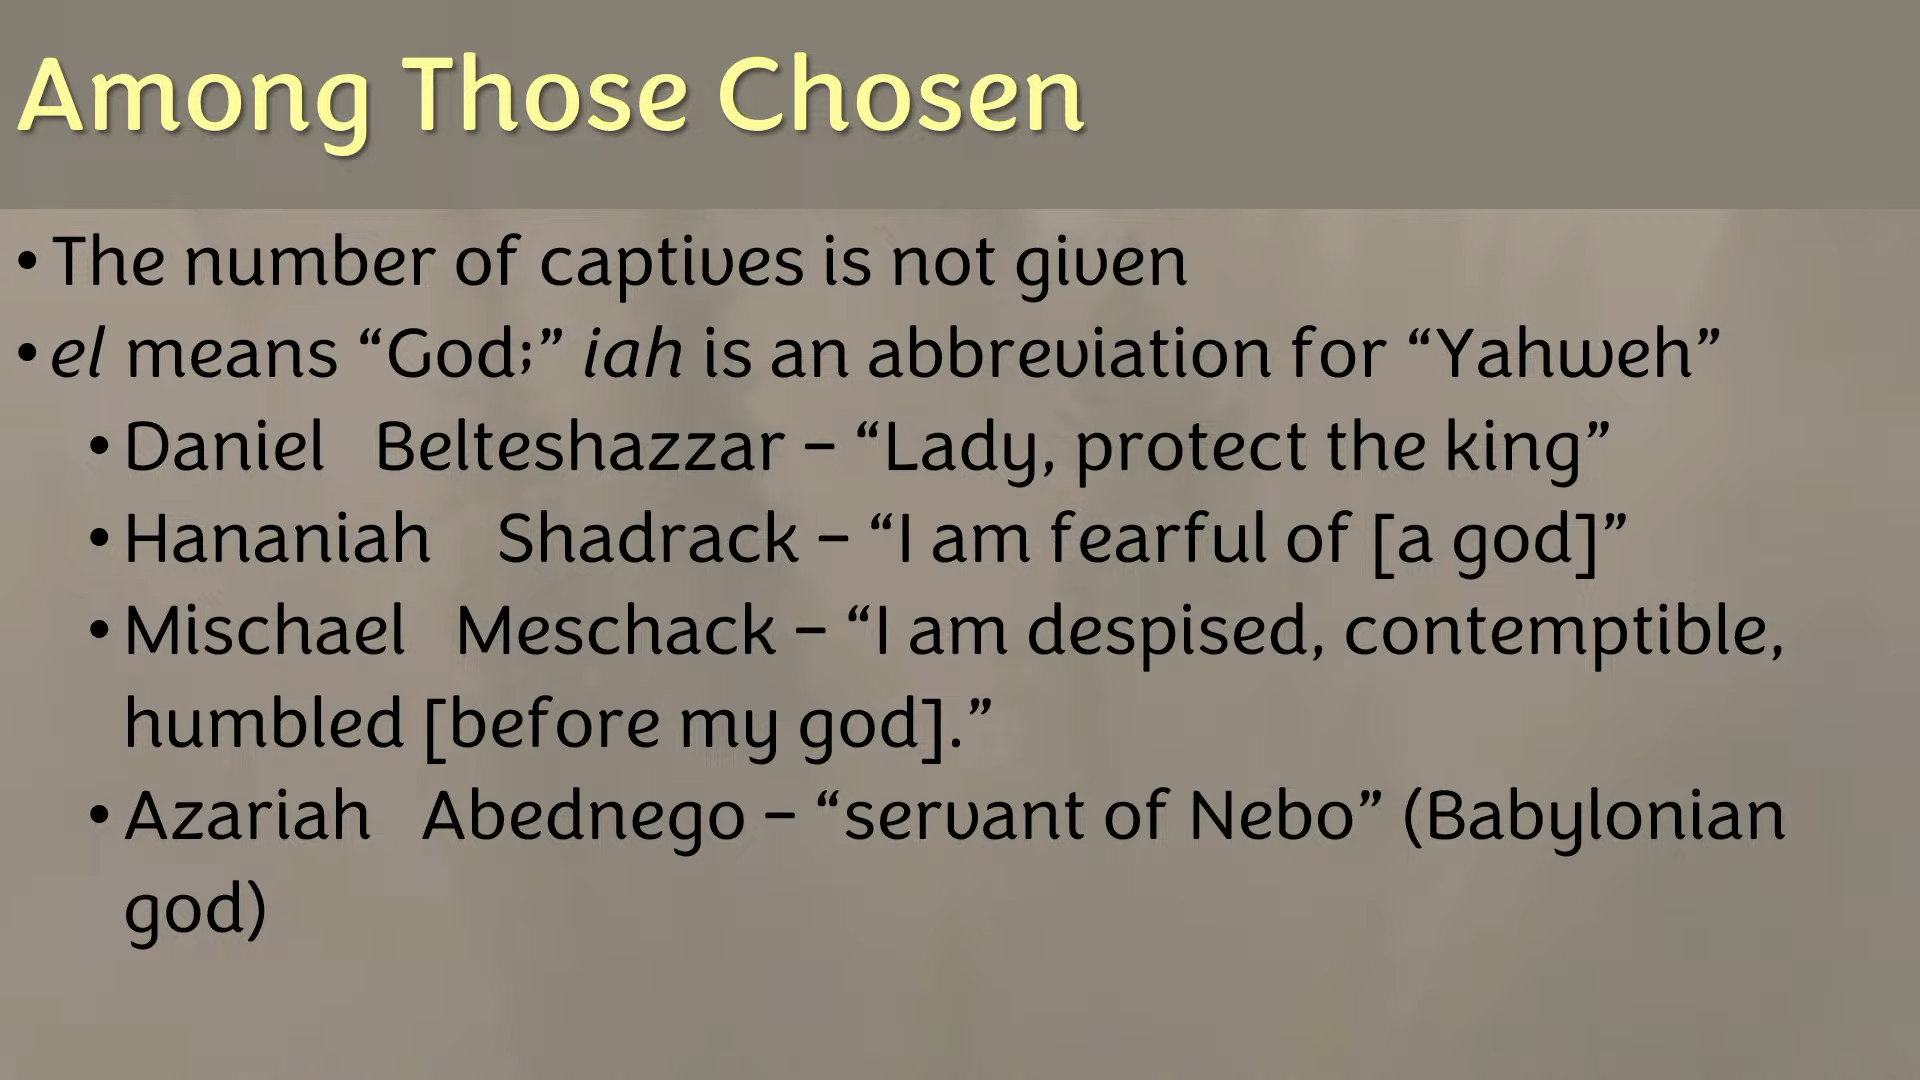 Among Those Chosen
• The number of captives is not given
• el means “God;” iah is an abbreviation for “Yahweh”
• Daniel Belteshazzar – “Lady, protect the king”
• Hananiah Shadrack – “I am fearful of [a god]”
• Mischael Meschack – “I am despised, contemptible,
humbled [before my god].”
• Azariah Abednego – “servant of Nebo” (Babylonian
god)